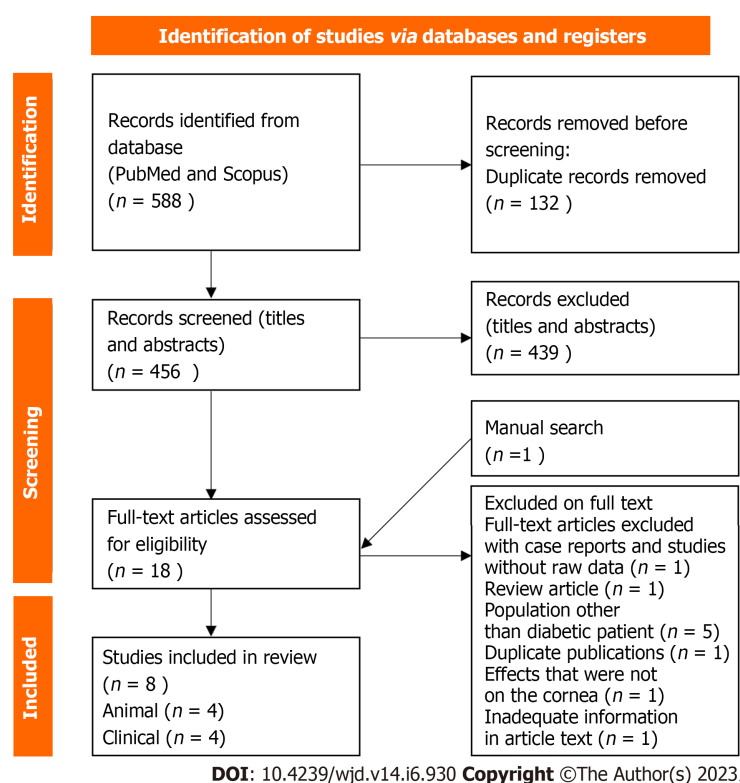 Identification of studies via databases and registers
Identification
Records identified from
database
(PubMed and Scopus)
(n = 588 )
Records removed before
screening:
Duplicate records removed
(n = 132 )
Screening
Records screened (titles
and abstracts)
(n = 456 )
Records excluded
(titles and abstracts)
(n = 439 )
Manual search
(n =1 )
Full-text articles assessed
for eligibility
(n = 18 )
Excluded on full text
Full-text articles excluded
with case reports and studies
without raw data (n = 1)
Review article (n = 1)
Population other
than diabetic patient (n = 5)
Duplicate publications (n = 1)
Effects that were not
on the cornea (n = 1)
Inadequate information
in article text (n = 1)
Included
Studies included in review
(n = 8 )
Animal (n = 4)
Clinical (n = 4)
DOI: 10.4239/wjd.v14.i6.930 Copyright ©The Author(s) 2023